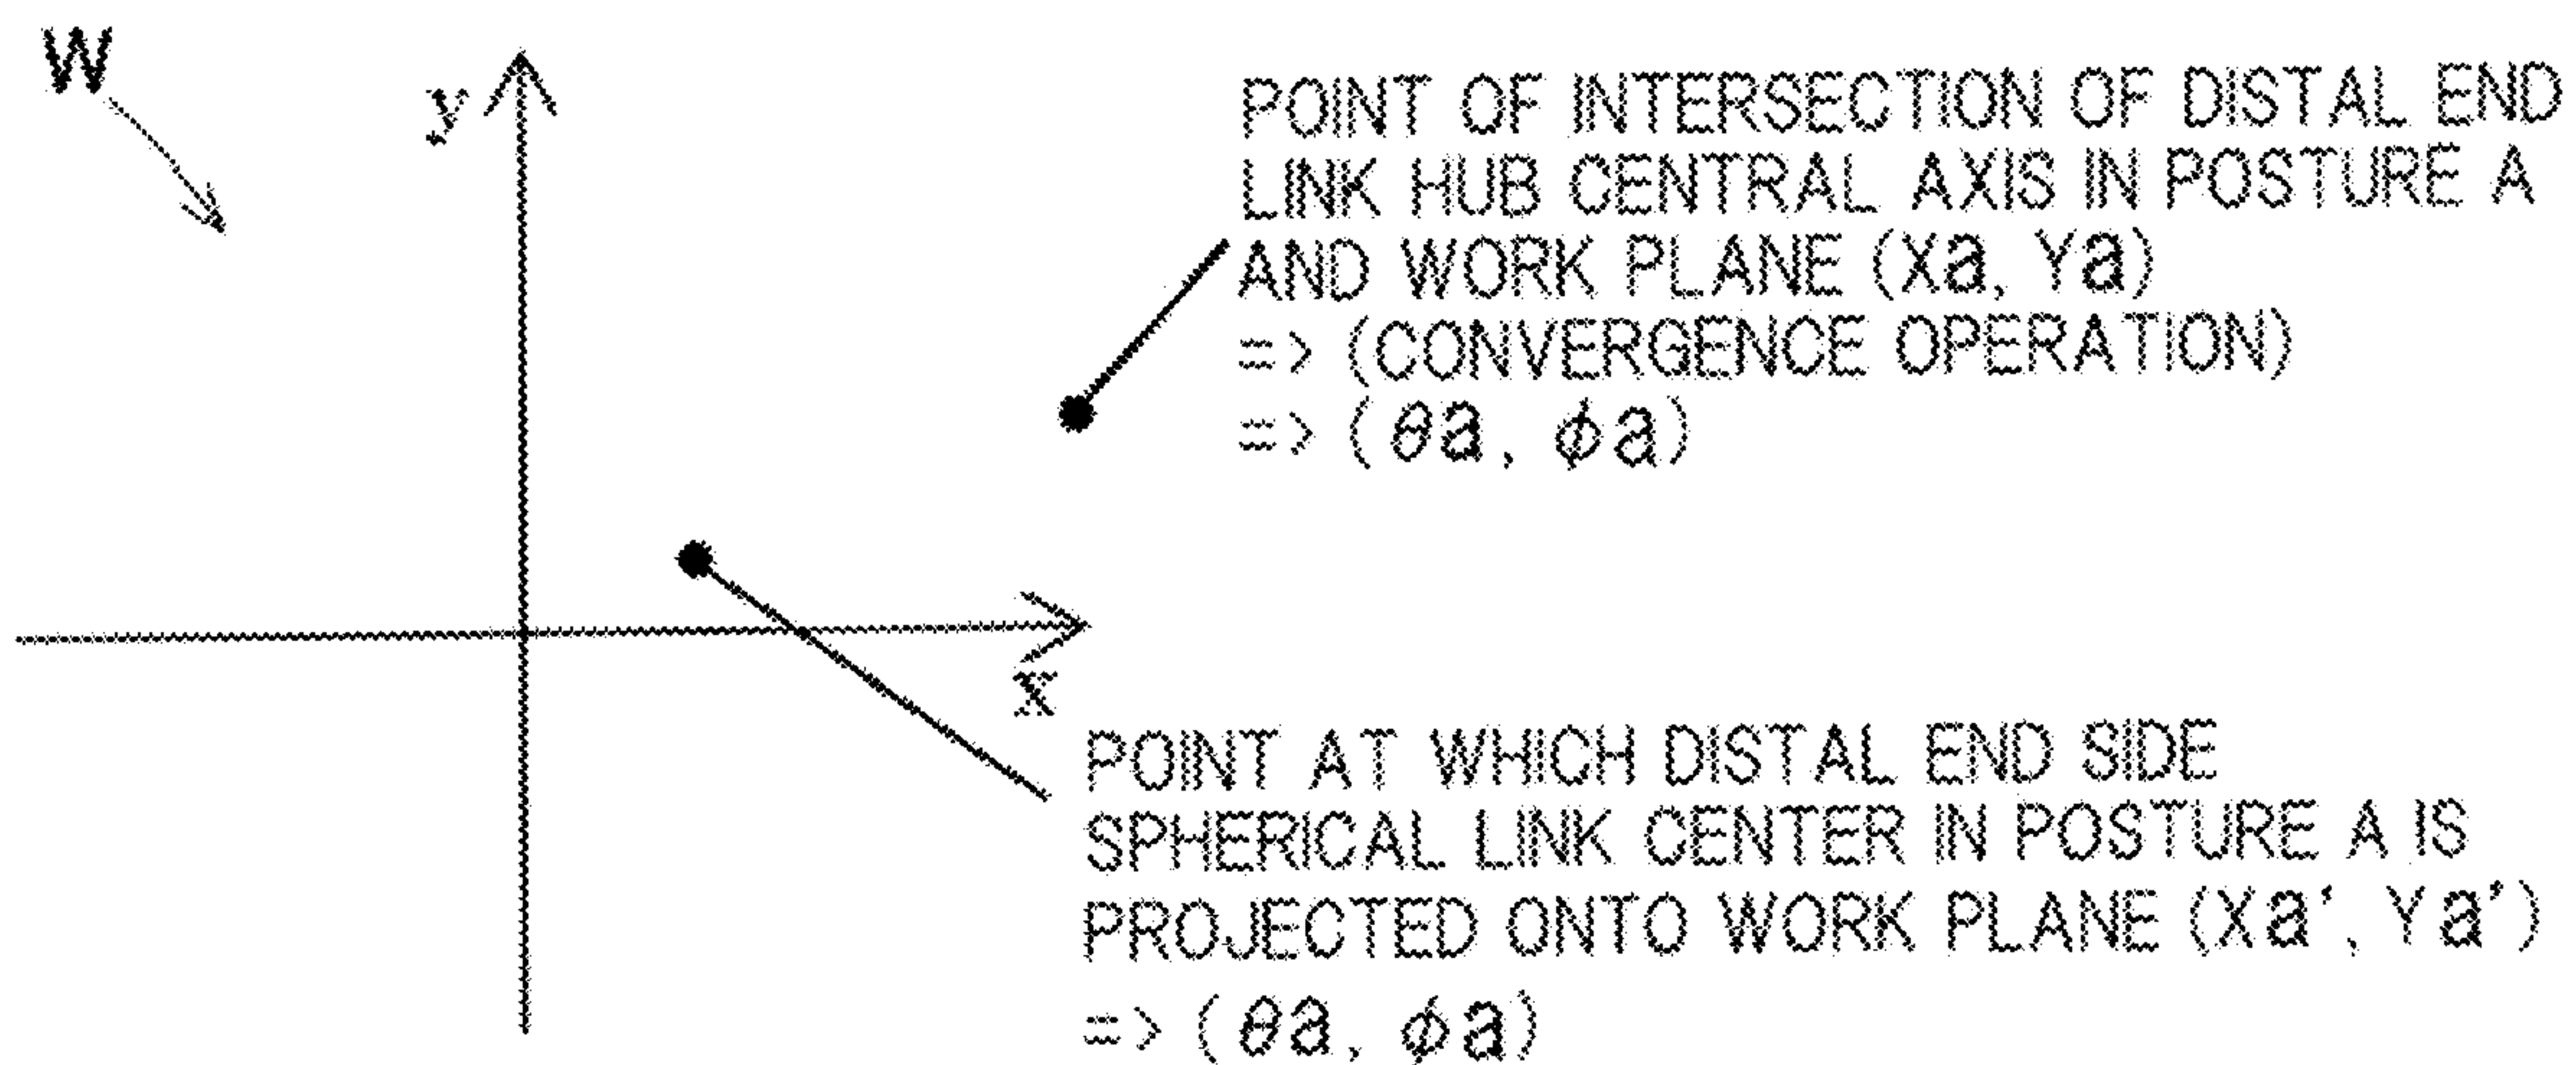 W
y
POINT OF INTERSECTION OF DISTAL END
LINK HUB CENTRAL AXIS IN POSTURE A
AND WORK PLANE (Xa, Ya)
=> (CONVERGENCE OPERATION)
=> (θa, φa)
x
POINT AT WHICH DISTAL END SIDE
SPHERICAL LINK CENTER IN POSTURE A IS
PROJECTED ONTO WORK PLANE (Xa', Ya')
=> (θa, φa)